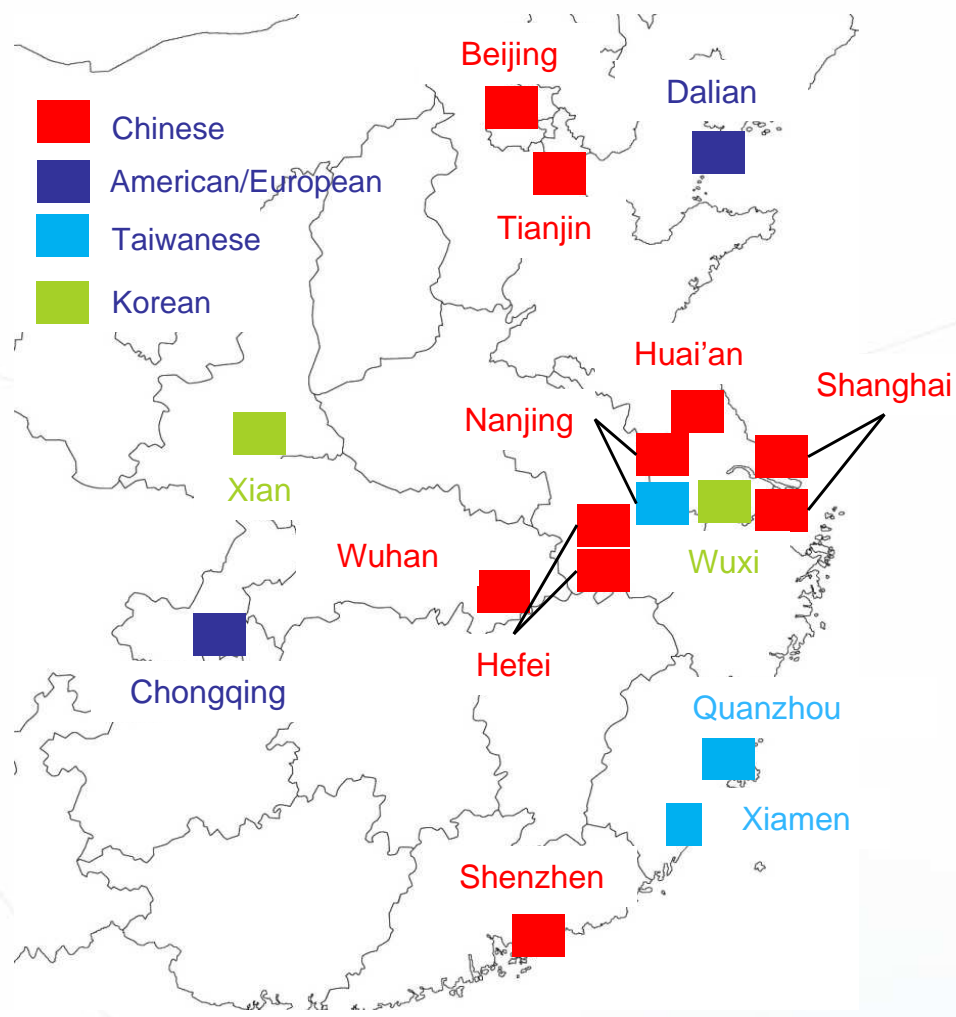 Beijing
Dalian
Chinese
American/European
Taiwanese
Korean
Tianjin
Huai’an
Shanghai
Nanjing
Xian
Wuhan
Wuxi
Hefei
Chongqing
Quanzhou
Xiamen
Shenzhen